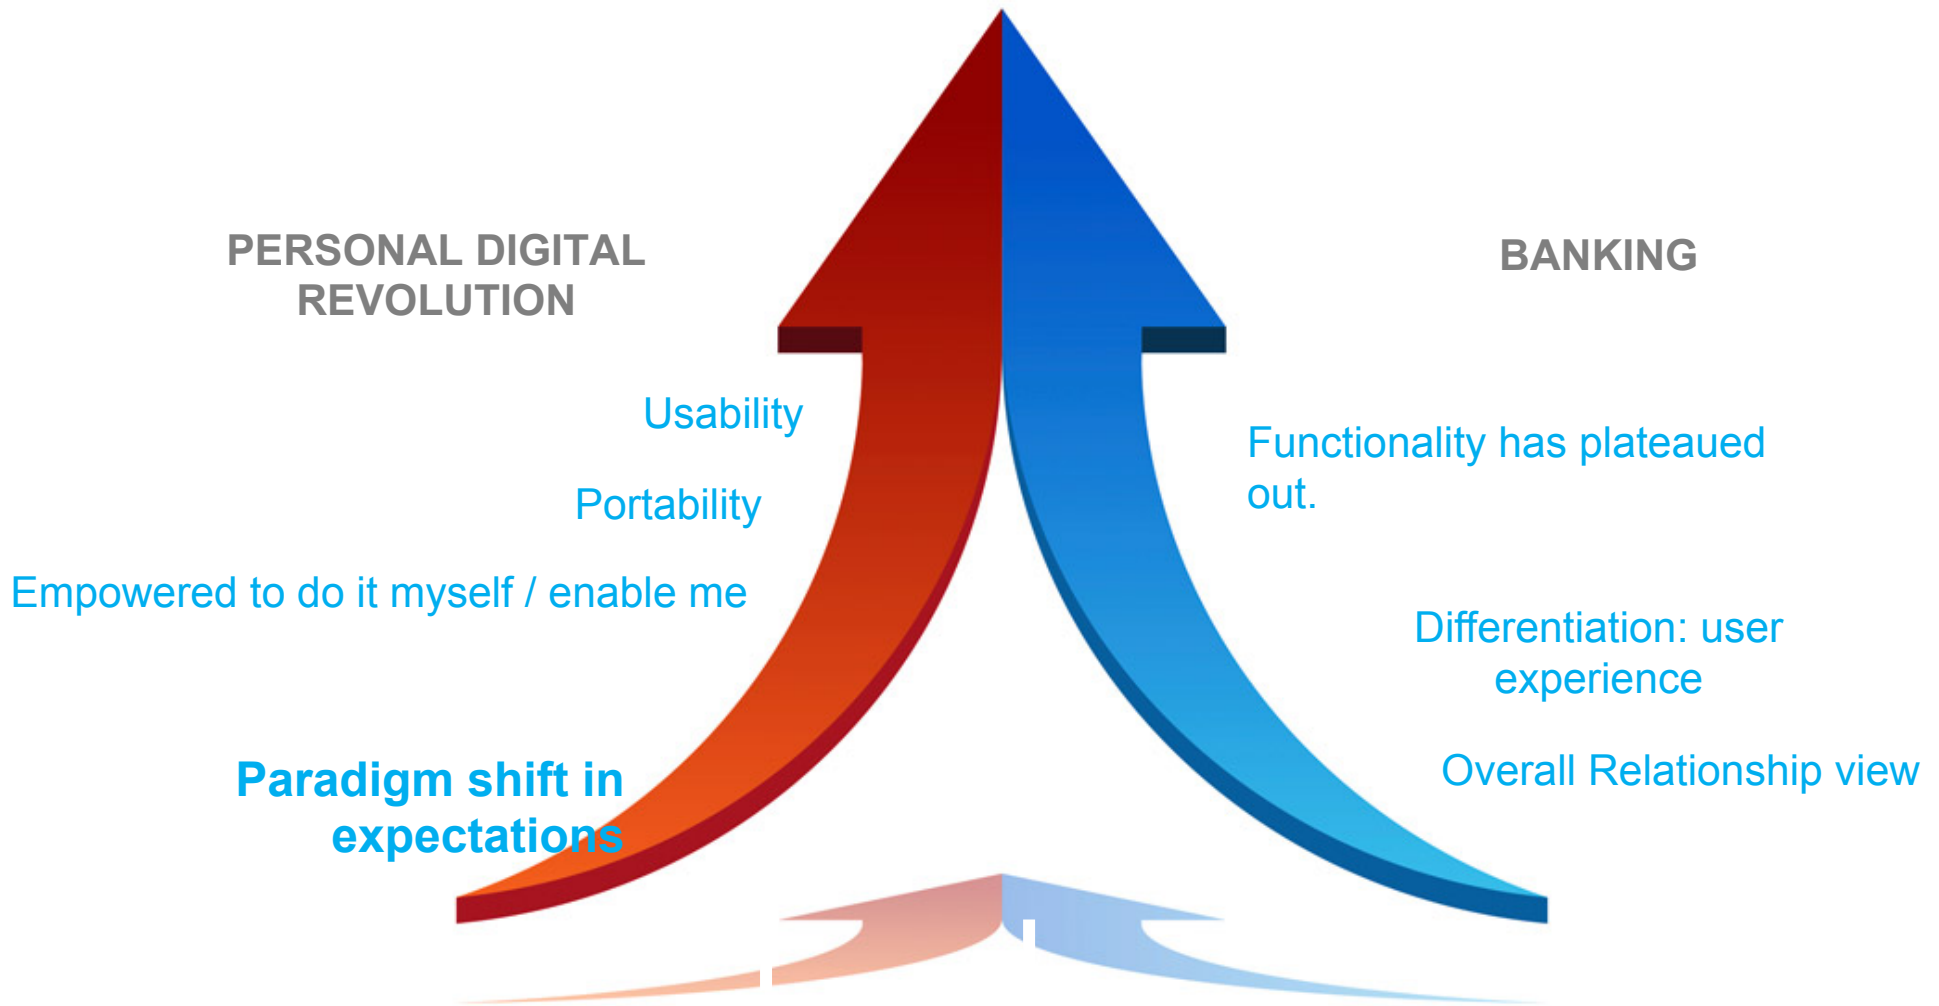 PERSONAL DIGITAL
REVOLUTION
Usability
Portability
Empowered to do it myself / enable me
Paradigm shift in
expectations
BANKING
Functionality has plateaued
out.
Differentiation: user
experience
Overall Relationship view